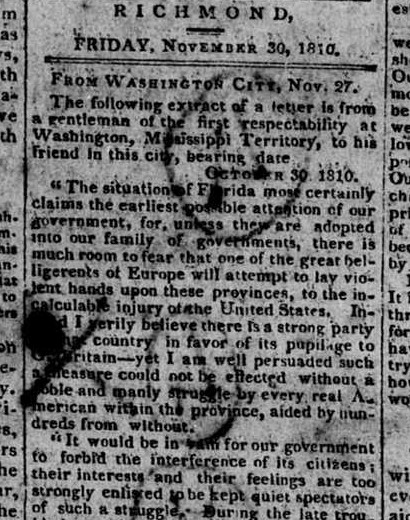 RICHMOND,
FRIDAY, NOVEMBER 30, 1810.
FROM WASHINGTON CITY, Nov. 27.
The following extract of a letter is from
a gentleman of the first respectability at
Washington, Mississippi Territory, to his
friend in this city, bearing date
OCTOBER 30 1810.
"The situation of Florida most certainly
claims the earliest possible attention of our
government, for, unless they are adopted
into our family of governments, there is
much room to fear that one of the great bel-
ligerents of Europe will attempt to lay vio-
lent hands upon these provinces, to the in-
calculable injury of the United States. In-
I verily believe there is a strong party
country in favor of its pupilage to
Britain—yet I am well persuaded such
a measure could not be effected without a
noble and manly struggle by every real A-
merican within the province, aided by hun-
dreds from without.
"It would be in vain for our government
to forbid the interference of its citizens;
their interests and their feelings are too
strongly enlisted to be kept quiet spectators
of such a struggle. During the late trou-